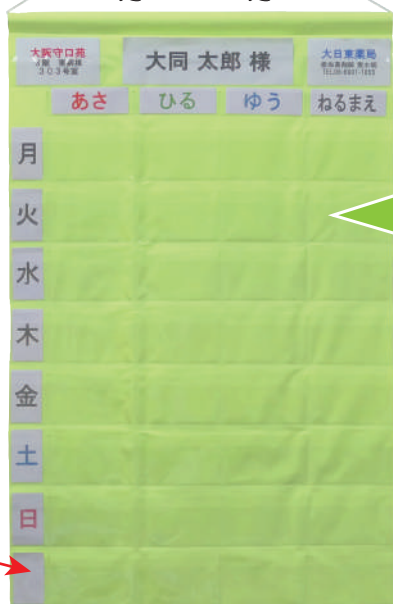 大阪守口苑
303号室
大同 太郎 様
大日東薬局
あさ
ひる
ゆう
ねるまえ
月
火
水
木
金
土
日